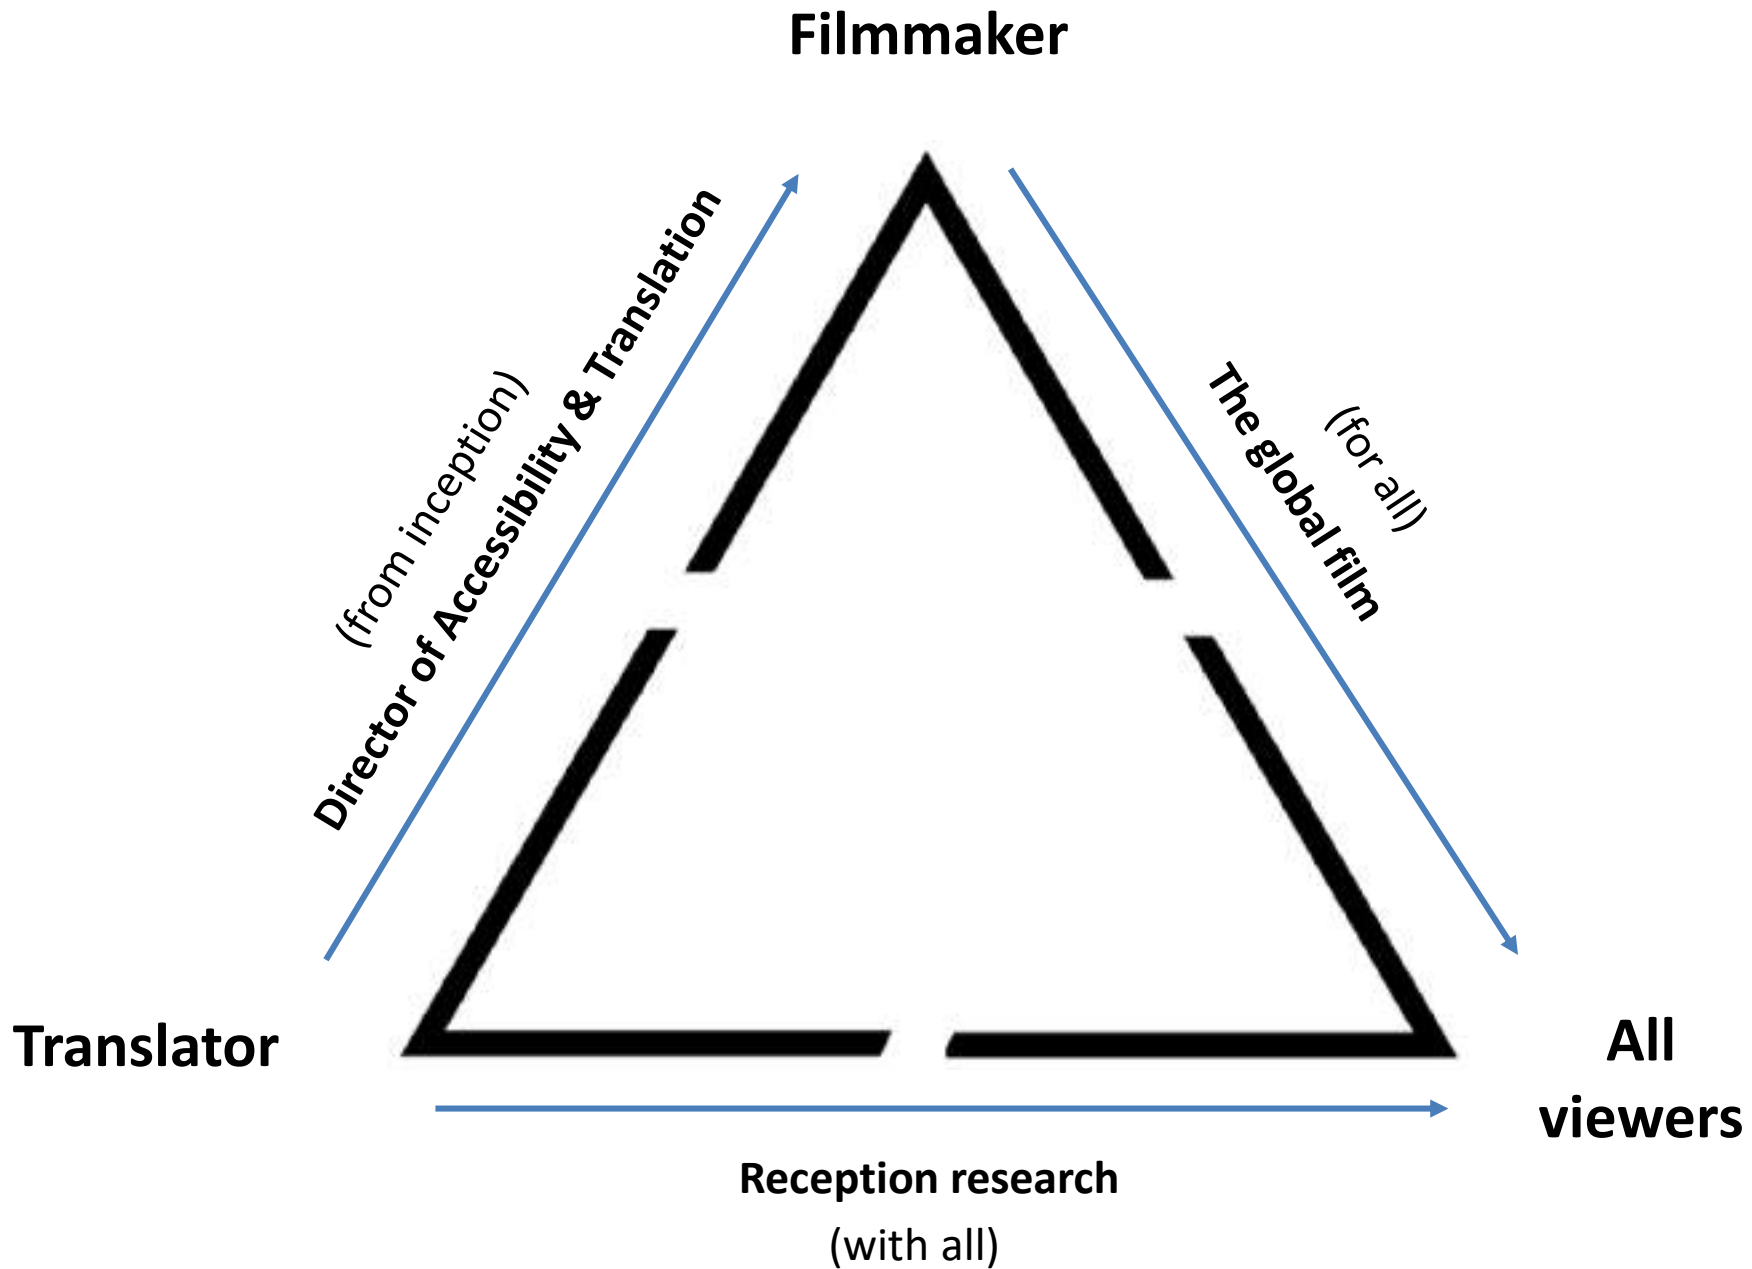 Filmmaker
(from inception)
Director of Accessibility & Translation
The global film
(for all)
Translator
All
viewers
Reception research
(with all)